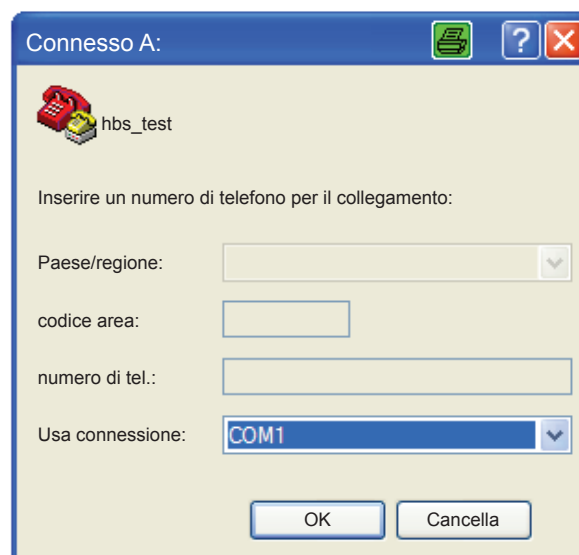 Connesso A:
hbs_test
Inserire un numero di telefono per il collegamento:
Paese/regione:
codice area:
numero di tel.:
Usa connessione: COM1
OK Cancella